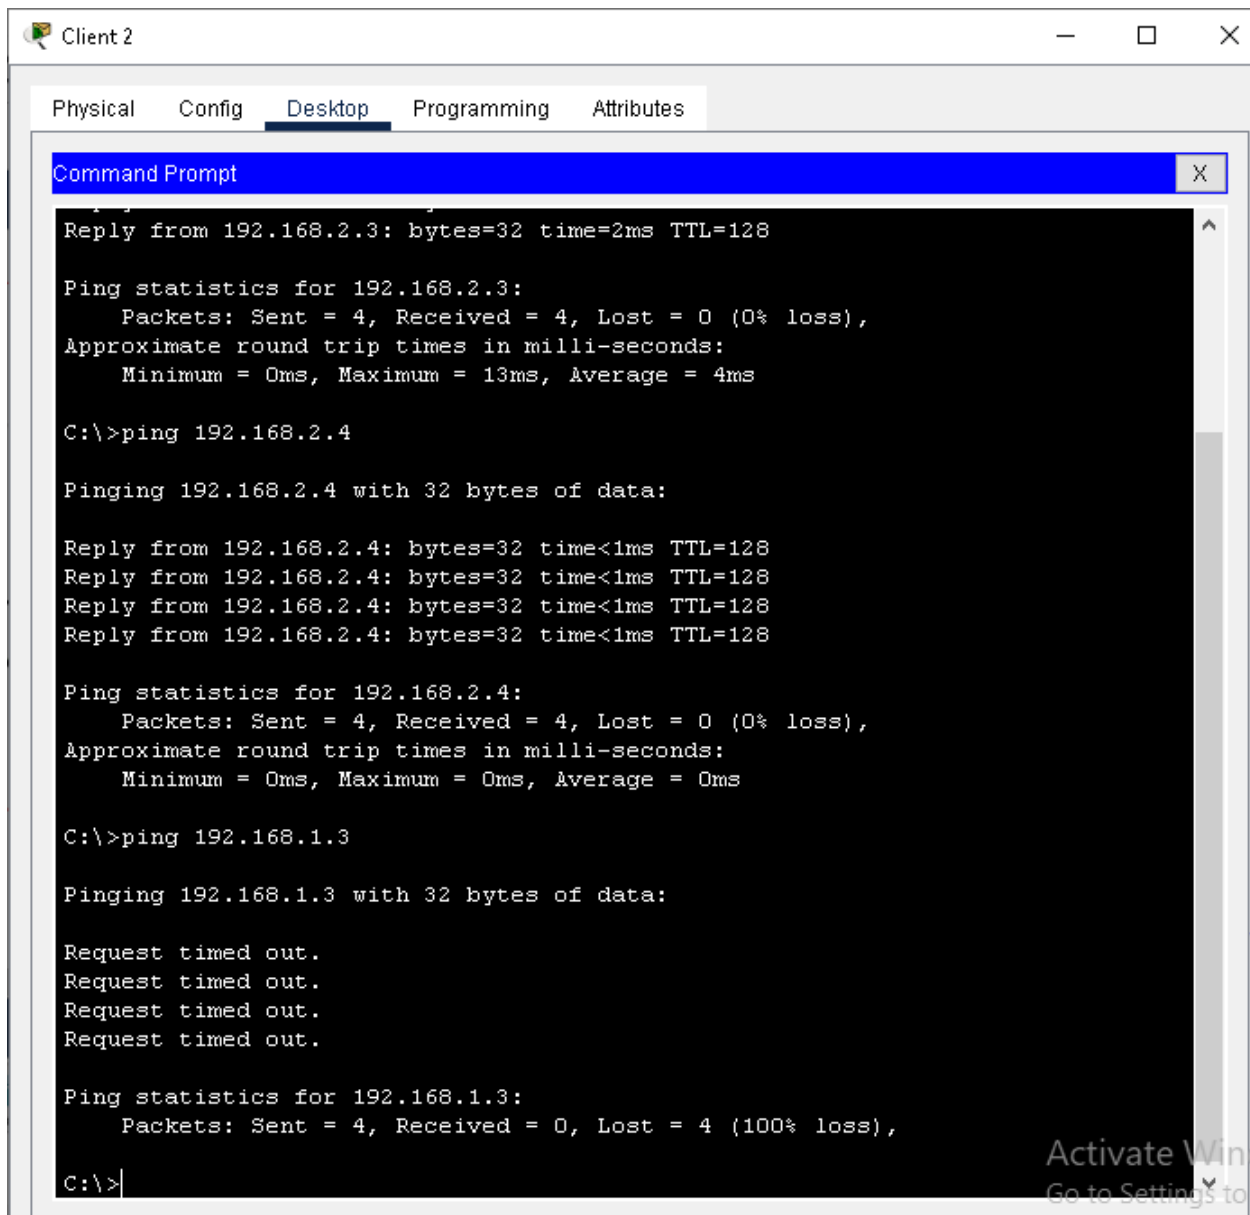 Client 2
Physical Config Desktop Programming Attributes
Command Prompt
X
Reply from 192.168.2.3: bytes=32 time=2ms TTL=128
Ping statistics for 192.168.2.3:
Packets: Sent = 4, Received = 4, Lost = 0 (0% loss),
Approximate round trip times in milli-seconds:
Minimum = 0ms, Maximum = 13ms, Average = 4ms
C:\>ping 192.168.2.4
Pinging 192.168.2.4 with 32 bytes of data:
Reply from 192.168.2.4: bytes=32 time<1ms TTL=128
Reply from 192.168.2.4: bytes=32 time<1ms TTL=128
Reply from 192.168.2.4: bytes=32 time<1ms TTL=128
Reply from 192.168.2.4: bytes=32 time<1ms TTL=128
Ping statistics for 192.168.2.4:
Packets: Sent = 4, Received = 4, Lost = 0 (0% loss),
Approximate round trip times in milli-seconds:
Minimum = 0ms, Maximum = 0ms, Average = 0ms
C:\>ping 192.168.1.3
Pinging 192.168.1.3 with 32 bytes of data:
Request timed out.
Request timed out.
Request timed out.
Request timed out.
Ping statistics for 192.168.1.3:
Packets: Sent = 4, Received = 0, Lost = 4 (100% loss),
C:\>
Activate Win
Go to Settings to